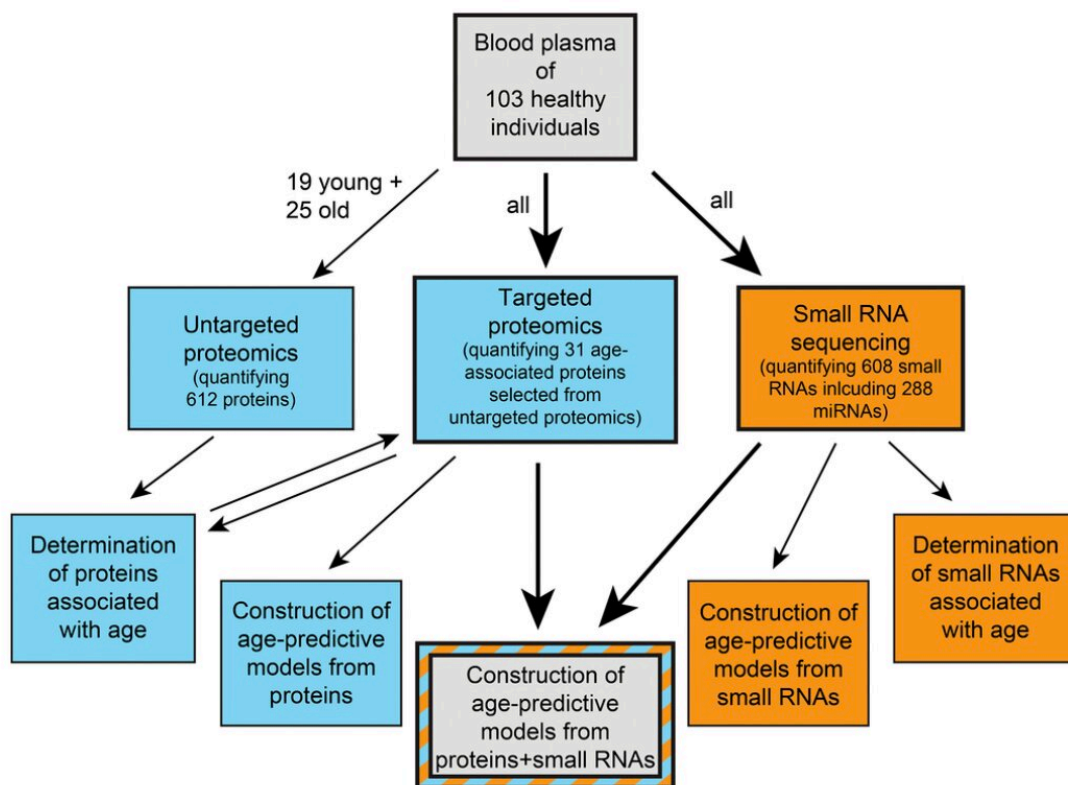 Blood plasma
of
103 healthy
individuals
19 young +
25 old
all
all
Untargeted
proteomics
(quantifying
612 proteins)
Targeted
proteomics
(quantifying 31 age-
associated proteins
selected from
untargeted proteomics)
Small RNA
sequencing
(quantifying 608 small
RNAs inlcuding 288
miRNAs)
Determination
of proteins
associated
with age
Construction of
age-predictive
models from
proteins
Construction of
age-predictive
models from
proteins+small RNAs
Construction of
age-predictive
models from
small RNAs
Determination
of small RNAs
associated
with age